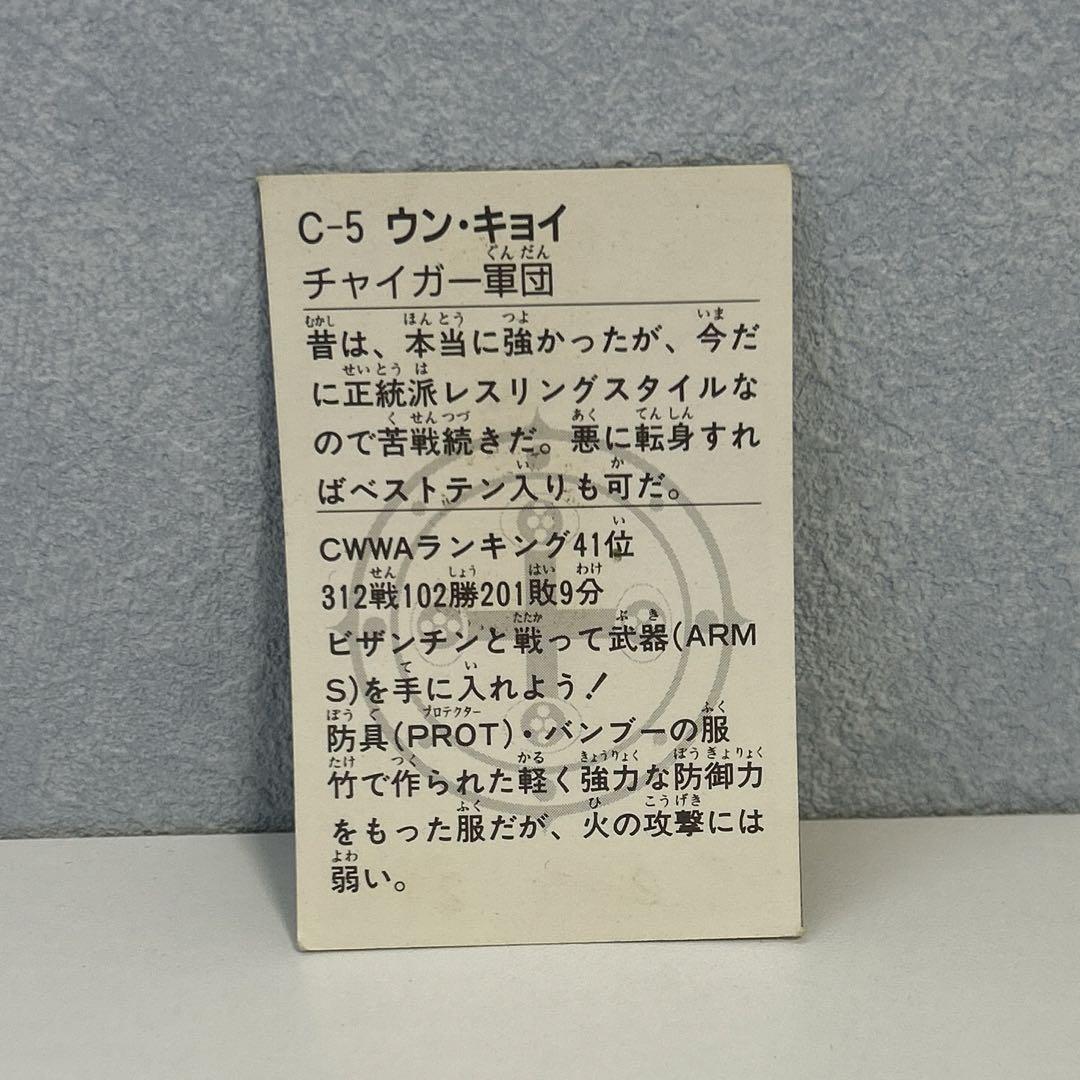 C-5 ウン・キョイ
チャイガー軍団
昔は、本当に強かったが、今だ
に正統派レスリングスタイルな
ので苦戦続きだ。悪に転身すれ
ばベストテン入りも可だ。
CWWAランキング41位
312戦102勝201敗9分
ビザンチンと戦って武器(ARM
S)を手に入れよう!
防具(PROT)・バンブーの服
竹で作られた軽く強力な防御力
をもった服だが、火の攻撃には
弱い。